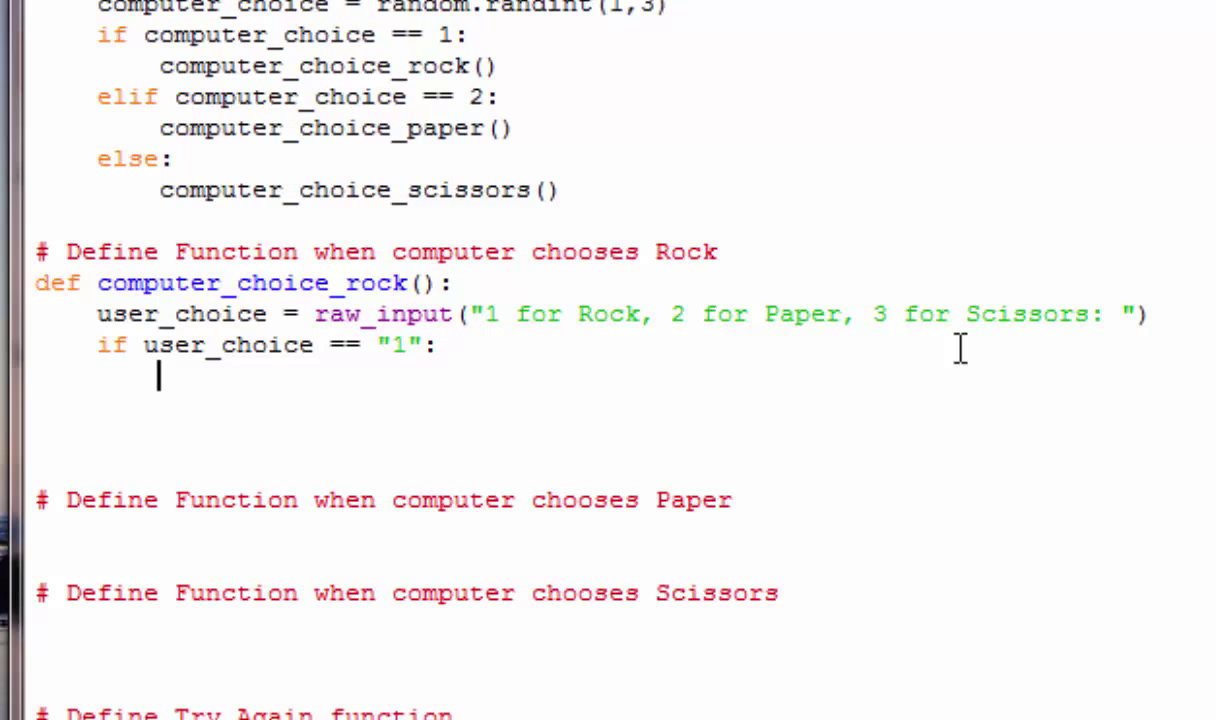 computer_choice = random.randint(1,3)
if computer_choice == 1:
computer_choice_rock()
elif computer_choice == 2:
computer_choice_paper()
else:
computer_choice_scissors()
# Define Function when computer chooses Rock
def computer_choice_rock():
user_choice = raw_input("1 for Rock, 2 for Paper, 3 for Scissors: ")
if user_choice == "1":
# Define Function when computer chooses Paper
# Define Function when computer chooses Scissors
# Define Try Again function